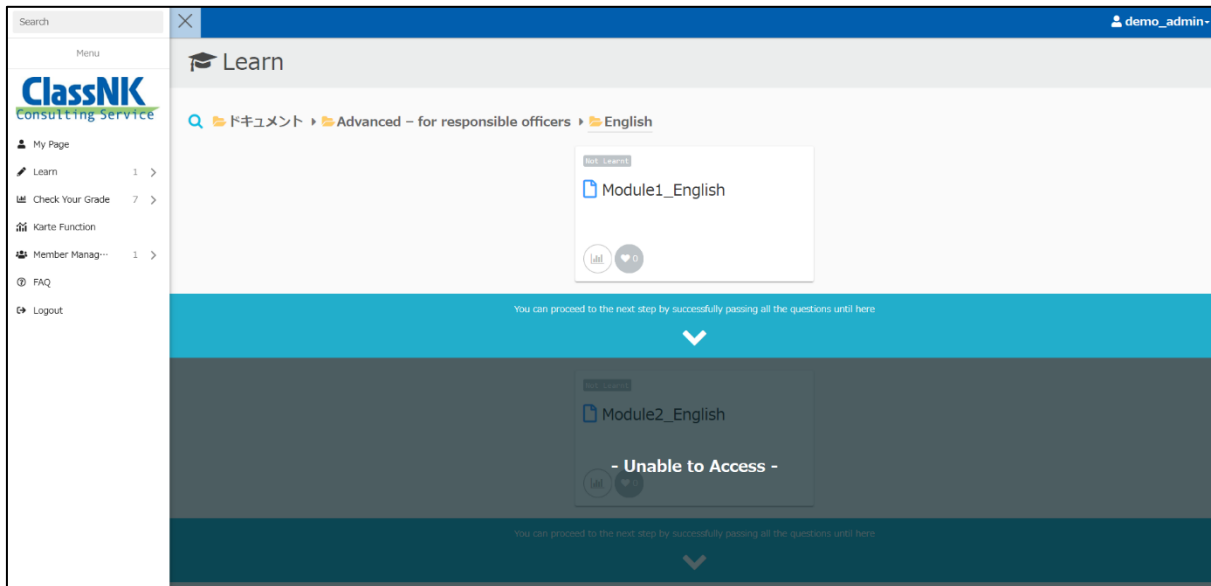 Search
demo_admin
Menu
ClassNK
Consulting Service
My Page
Learn 1
Check Your Grade 7
Karte Function
Member Manag… 1
FAQ
Logout
Learn
ドキュメント Advanced – for responsible officers English
Not Learnt
Module1_English
0
You can proceed to the next step by successfully passing all the questions until here
Not Learnt
Module2_English
- Unable to Access -
0
You can proceed to the next step by successfully passing all the questions until here